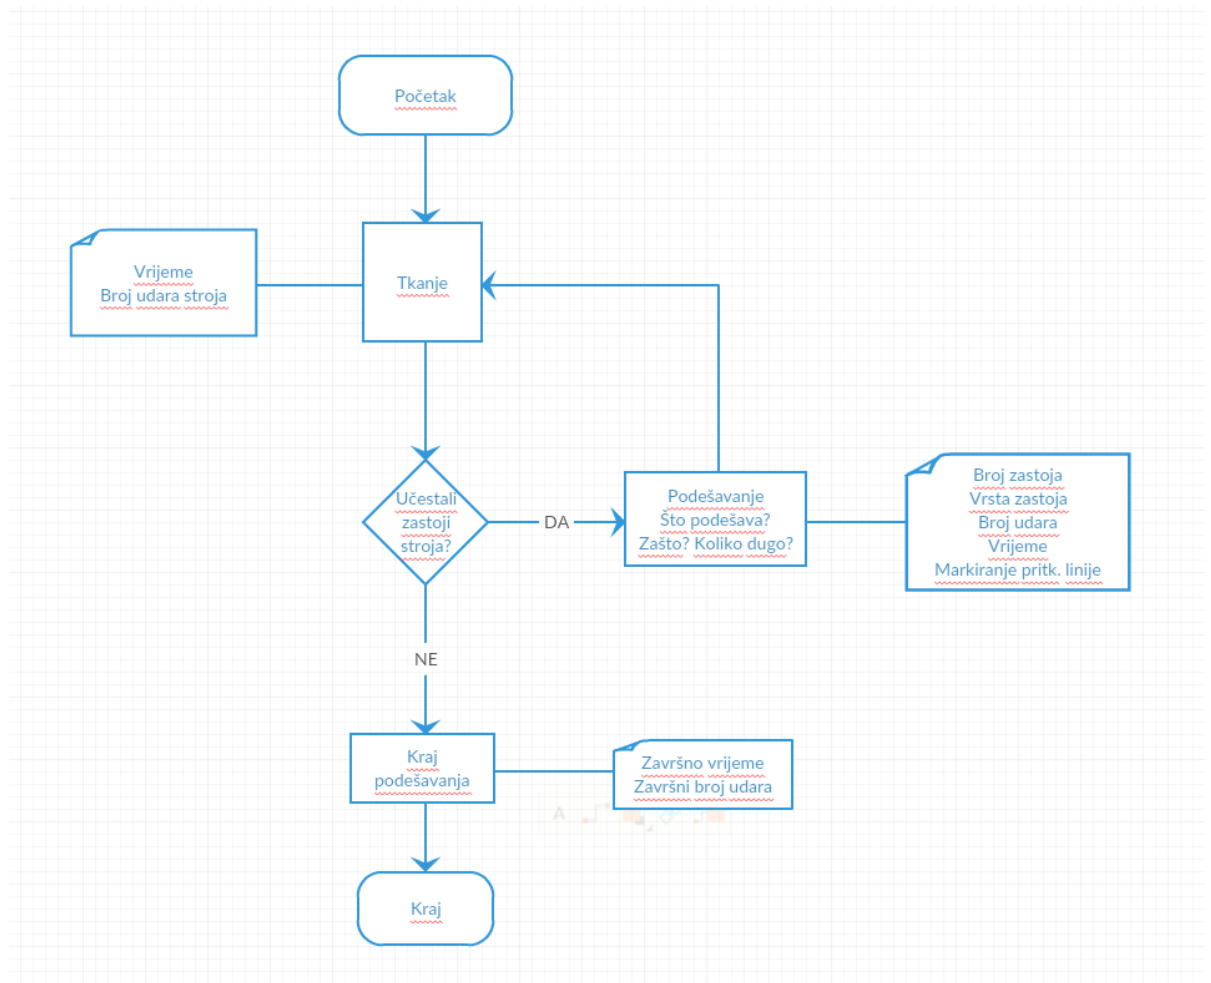 Početak
Vrijeme
Broj udara stroja
Tkanje
Učestali
zastoji
stroja?
DA
Podešavanje
Što podešava?
Zašto? Koliko dugo?
Broj zastoja
Vrsta zastoja
Broj udara
Vrijeme
Markiranje pritk. linije
NE
Kraj
podešavanja
Završno vrijeme
Završni broj udara
A
Kraj